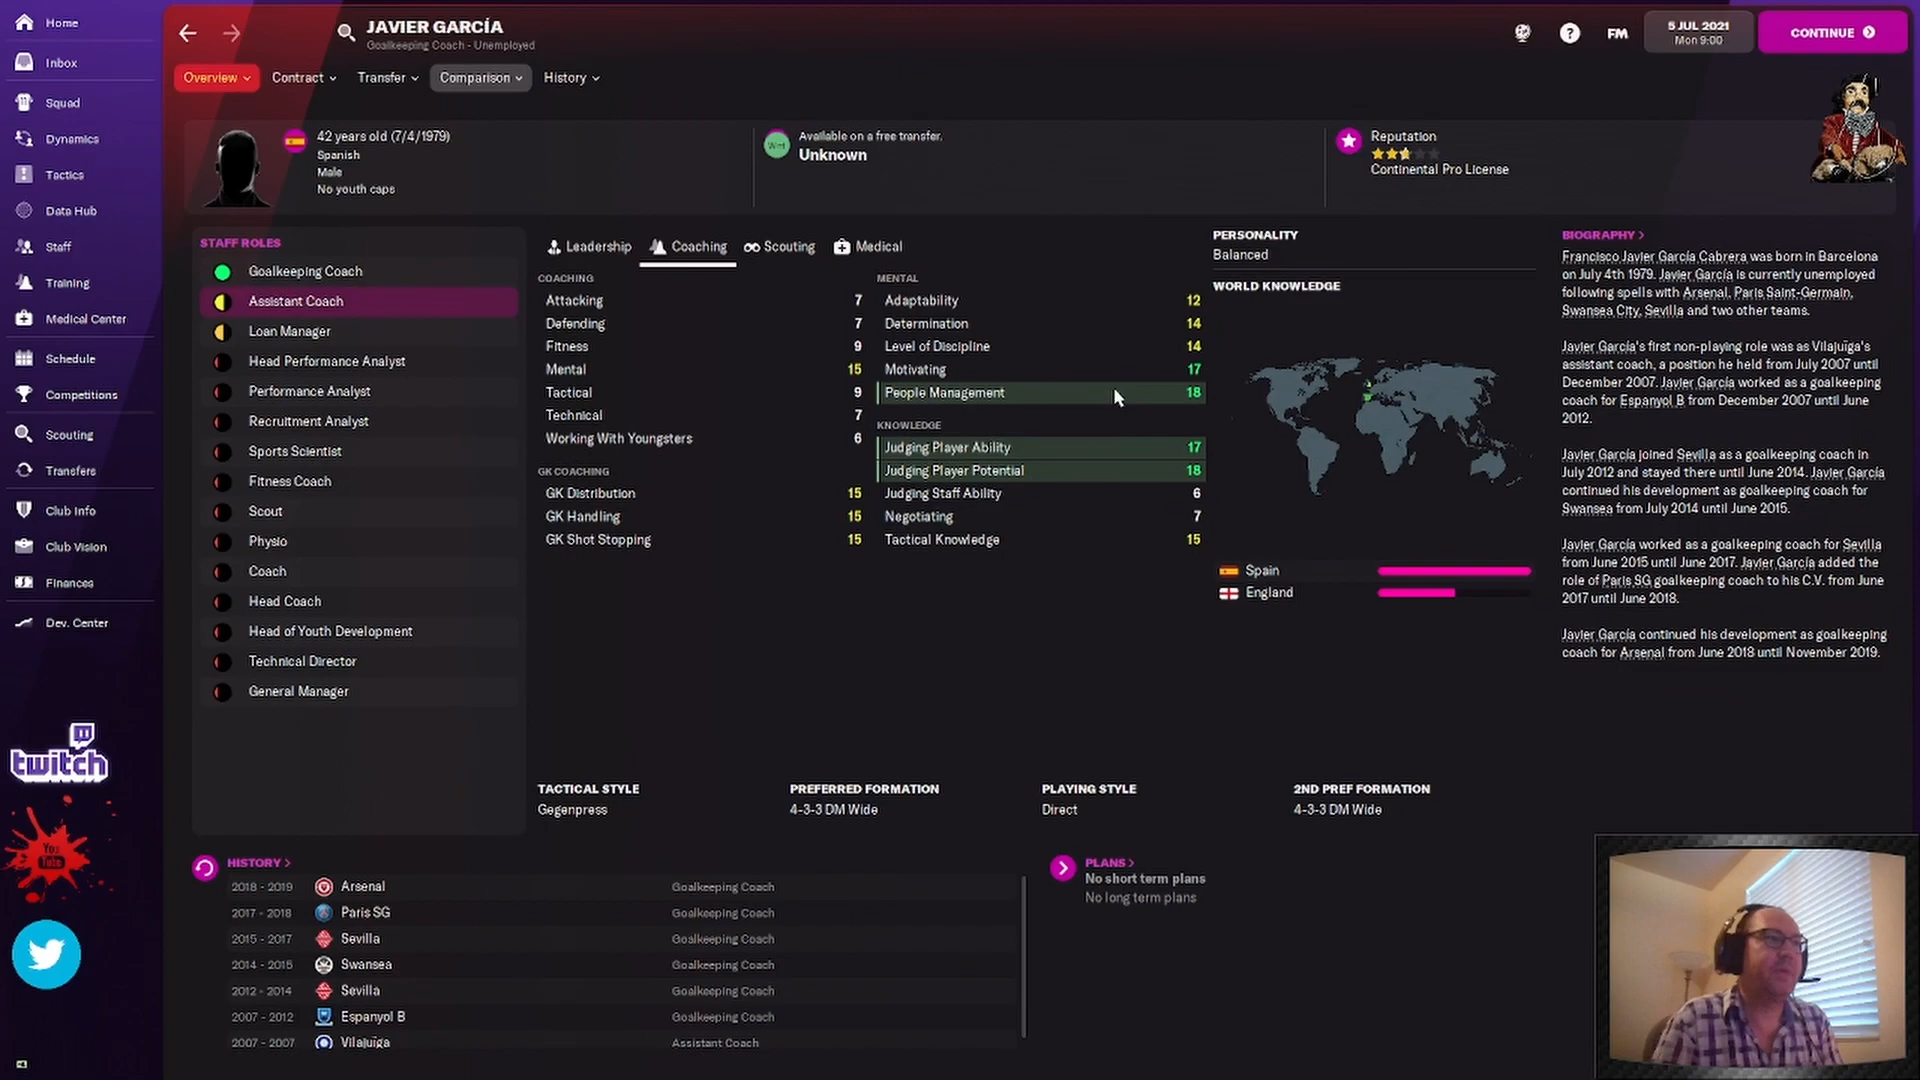 Home
Inbox
Squad
Dynamics
Tactics
Data Hub
Staff
Training
Medical Center
Schedule
Competitions
Scouting
Transfers
Club Info
Club Vision
Finances
Dev. Center
twitch
You
Tube
JAVIER GARCÍA
Goalkeeping Coach - Unemployed
FM
5 JUL 2021
Mon 9:00
CONTINUE
Overview
Contract
Transfer
Comparison
History
42 years old (7/4/1979)
Spanish
Male
No youth caps
Wnt
Available on a free transfer.
Unknown
Reputation
Continental Pro License
STAFF ROLES
Goalkeeping Coach
Assistant Coach
Loan Manager
Head Performance Analyst
Performance Analyst
Recruitment Analyst
Sports Scientist
Fitness Coach
Scout
Physio
Coach
Head Coach
Head of Youth Development
Technical Director
General Manager
Leadership
Coaching
Scouting
Medical
COACHING
Attacking 7
Defending 7
Fitness 9
Mental 15
Tactical 9
Technical 7
Working With Youngsters 6
GK COACHING
GK Distribution 15
GK Handling 15
GK Shot Stopping 15
MENTAL
Adaptability 12
Determination 14
Level of Discipline 14
Motivating 17
People Management 18
KNOWLEDGE
Judging Player Ability 17
Judging Player Potential 18
Judging Staff Ability 6
Negotiating 7
Tactical Knowledge 15
PERSONALITY
Balanced
WORLD KNOWLEDGE
Spain
England
BIOGRAPHY >
Francisco Javier García Cabrera was born in Barcelona
on July 4th 1979. Javier García is currently unemployed
following spells with Arsenal, Paris Saint-Germain,
Swansea City, Sevilla and two other teams.
Javier García's first non-playing role was as Vilajuïga's
assistant coach, a position he held from July 2007 until
December 2007. Javier García worked as a goalkeeping
coach for Espanyol B from December 2007 until June
2012.
Javier García joined Sevilla as a goalkeeping coach in
July 2012 and stayed there until June 2014. Javier García
continued his development as goalkeeping coach for
Swansea from July 2014 until June 2015.
Javier García worked as a goalkeeping coach for Sevilla
from June 2015 until June 2017. Javier García added the
role of Paris SG goalkeeping coach to his C.V. from June
2017 until June 2018.
Javier García continued his development as goalkeeping
coach for Arsenal from June 2018 until November 2019.
TACTICAL STYLE
Gegenpress
PREFERRED FORMATION
4-3-3 DM Wide
PLAYING STYLE
Direct
2ND PREF FORMATION
4-3-3 DM Wide
HISTORY >
2018 - 2019 Arsenal Goalkeeping Coach
2017 - 2018 Paris SG Goalkeeping Coach
2015 - 2017 Sevilla Goalkeeping Coach
2014 - 2015 Swansea Goalkeeping Coach
2012 - 2014 Sevilla Goalkeeping Coach
2007 - 2012 Espanyol B Goalkeeping Coach
2007 - 2007 Vilajuïga Assistant Coach
PLANS >
No short term plans
No long term plans